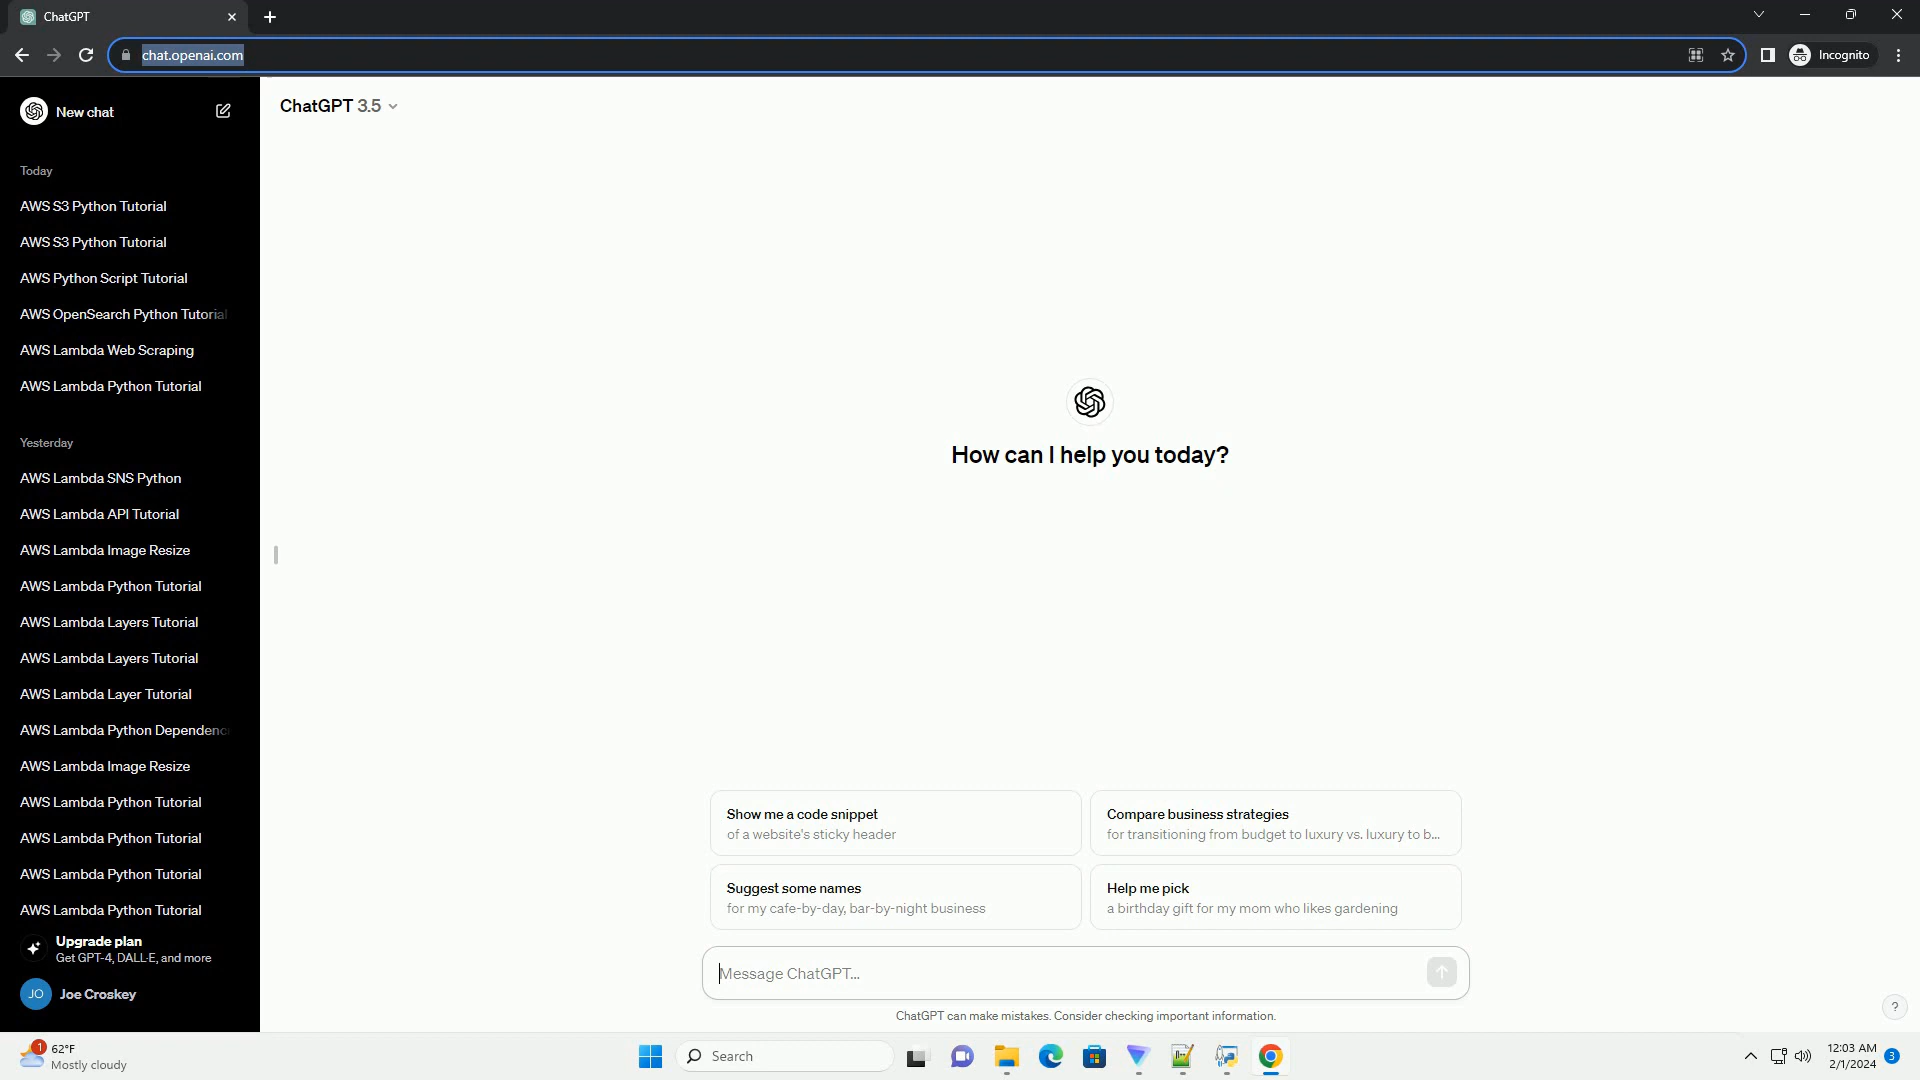 ChatGPT
chat.openai.com
Incognito
New chat
ChatGPT 3.5
Today
AWS S3 Python Tutorial
AWS S3 Python Tutorial
AWS Python Script Tutorial
AWS OpenSearch Python Tutorial
AWS Lambda Web Scraping
AWS Lambda Python Tutorial
Yesterday
AWS Lambda SNS Python
AWS Lambda API Tutorial
AWS Lambda Image Resize
AWS Lambda Python Tutorial
AWS Lambda Layers Tutorial
AWS Lambda Layers Tutorial
AWS Lambda Layer Tutorial
AWS Lambda Python Dependenc
AWS Lambda Image Resize
AWS Lambda Python Tutorial
AWS Lambda Python Tutorial
AWS Lambda Python Tutorial
AWS Lambda Python Tutorial
Upgrade plan
Get GPT-4, DALL·E, and more
JO Joe Croskey
How can I help you today?
Show me a code snippet
of a website's sticky header
Compare business strategies
for transitioning from budget to luxury vs. luxury to b...
Suggest some names
for my cafe-by-day, bar-by-night business
Help me pick
a birthday gift for my mom who likes gardening
Message ChatGPT...
ChatGPT can make mistakes. Consider checking important information.
?
1
62°F
Mostly cloudy
Search
12:03 AM
2/1/2024
3